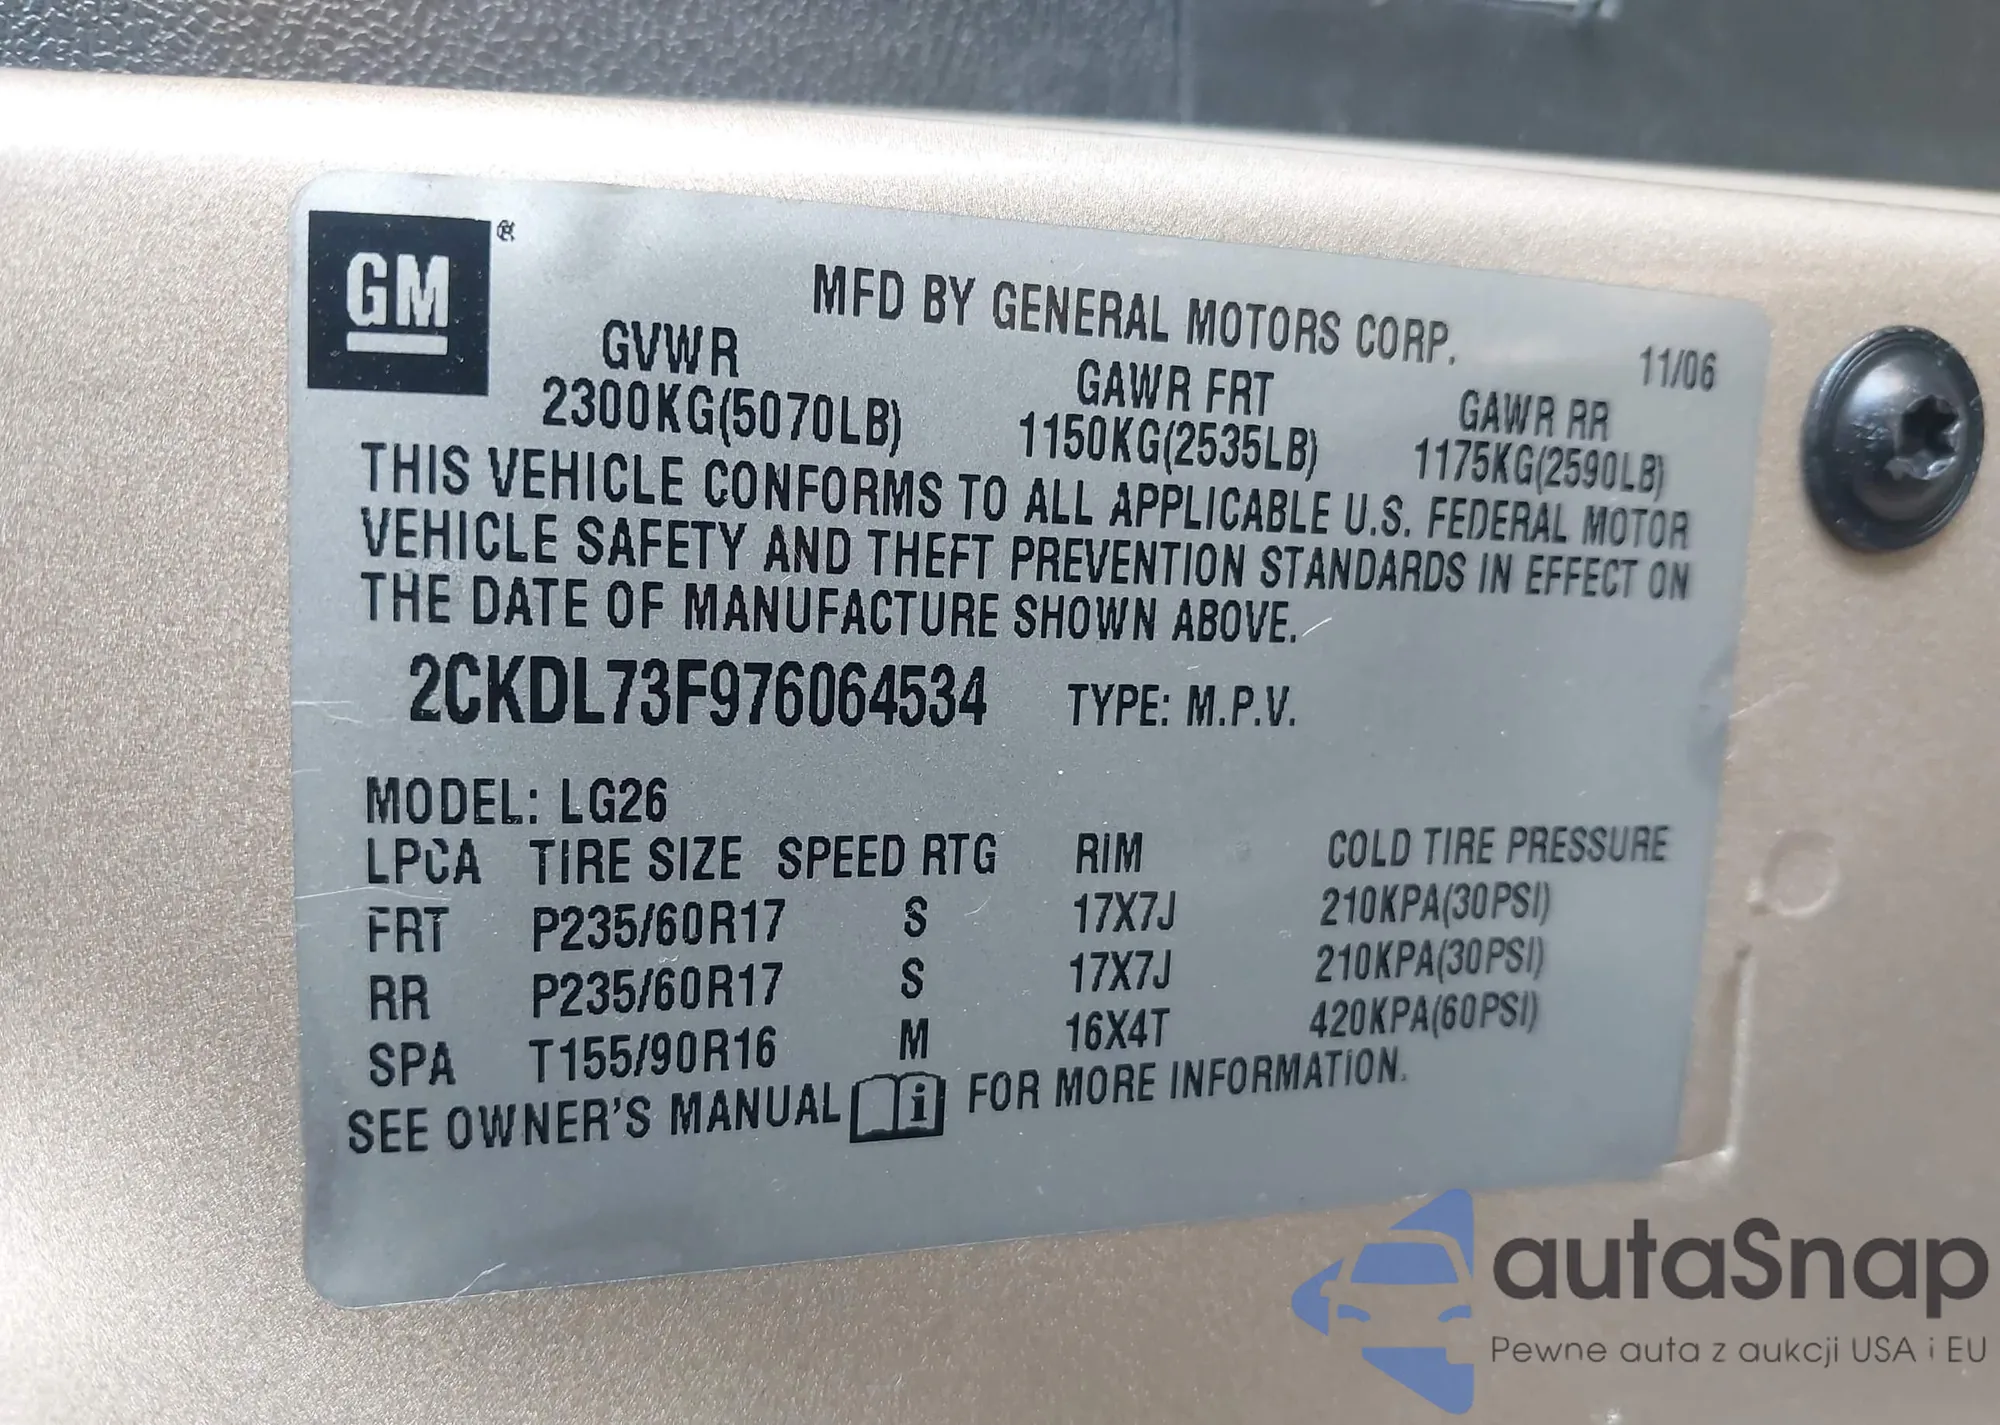 GM®
MFD BY GENERAL MOTORS CORP.
11/06
GVWR GAWR FRT GAWR RR
2300KG(5070LB) 1150KG(2535LB) 1175KG(2590LB)
THIS VEHICLE CONFORMS TO ALL APPLICABLE U.S. FEDERAL MOTOR
VEHICLE SAFETY AND THEFT PREVENTION STANDARDS IN EFFECT ON
THE DATE OF MANUFACTURE SHOWN ABOVE.
2CKDL73F976064534 TYPE: M.P.V.
MODEL: LG26
LPCA TIRE SIZE SPEED RTG RIM COLD TIRE PRESSURE
FRT P235/60R17 S 17X7J 210KPA(30PSI)
RR P235/60R17 S 17X7J 210KPA(30PSI)
SPA T155/90R16 M 16X4T 420KPA(60PSI)
SEE OWNER'S MANUAL i FOR MORE INFORMATION.
autaSnap
Pewne auta z aukcji USA i EU